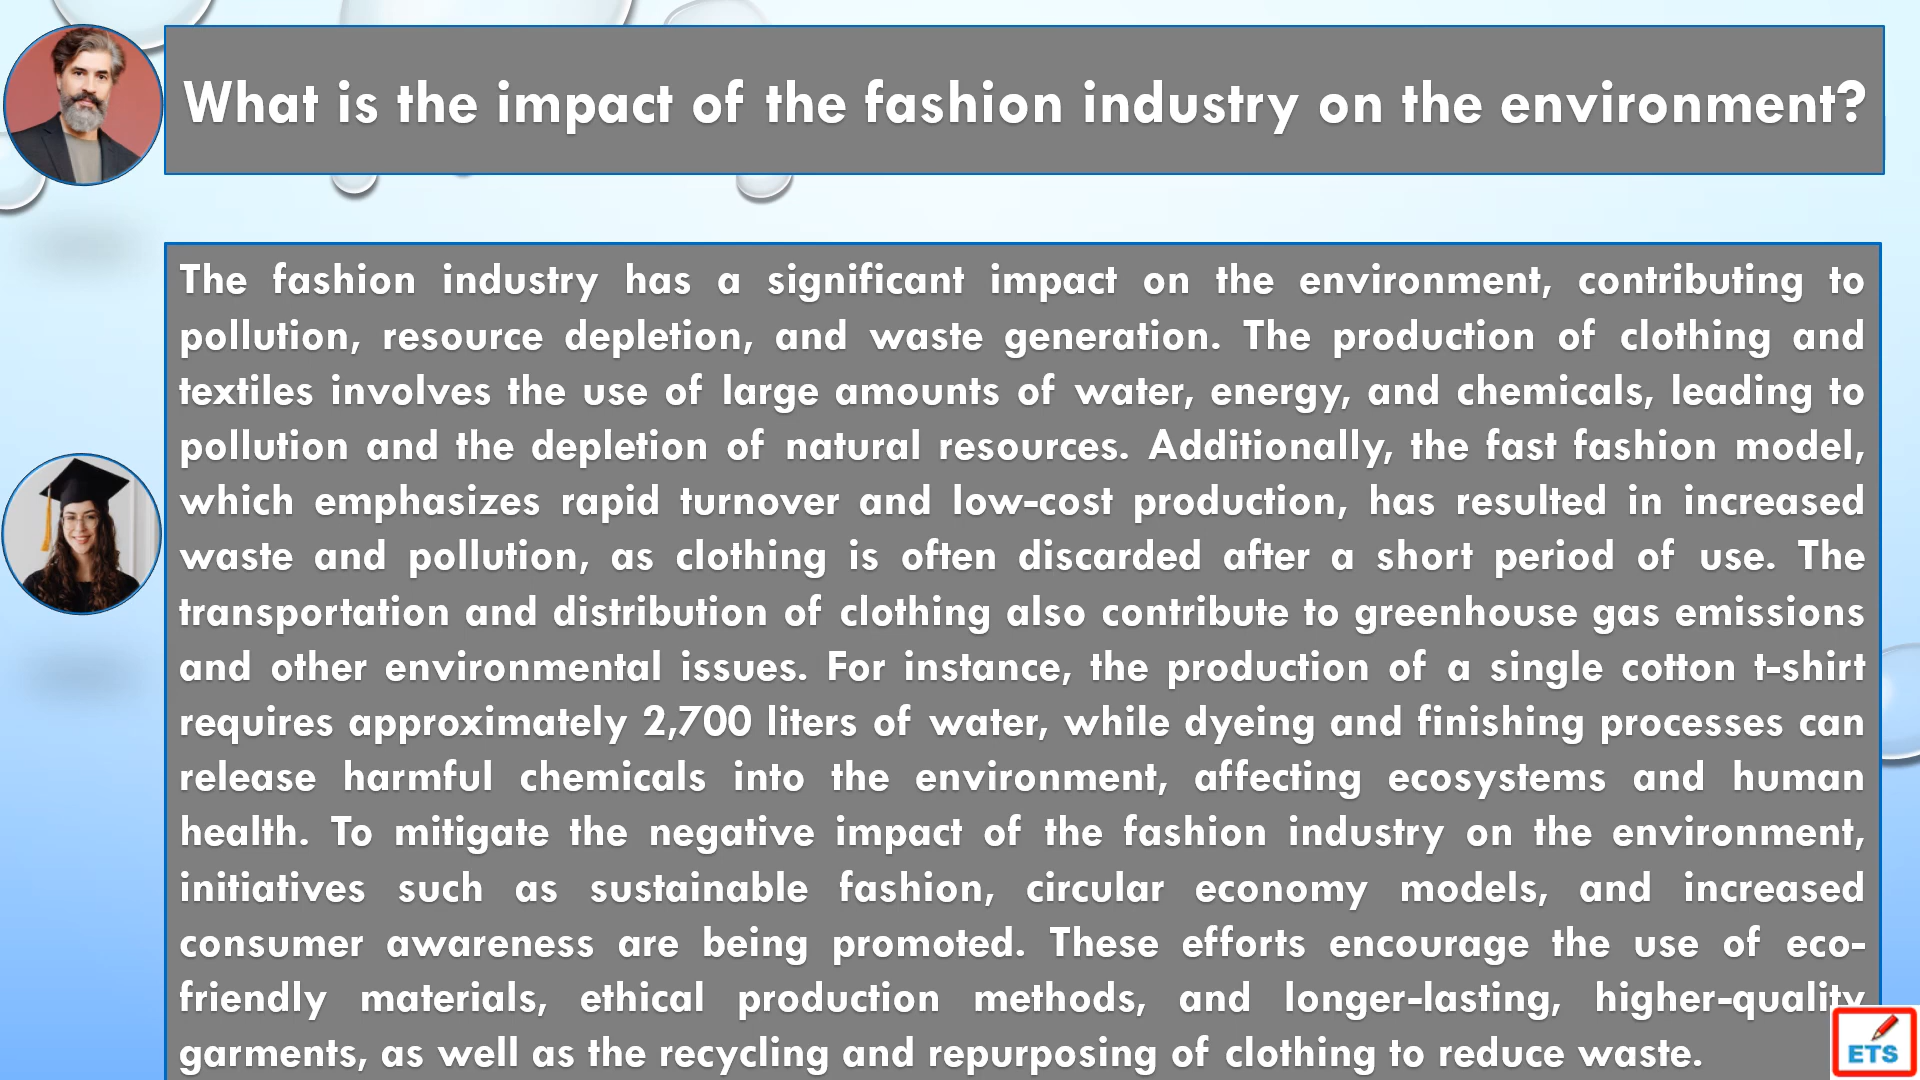 What is the impact of the fashion industry on the environment?
The fashion industry has a significant impact on the environment, contributing to
pollution, resource depletion, and waste generation. The production of clothing and
textiles involves the use of large amounts of water, energy, and chemicals, leading to
pollution and the depletion of natural resources. Additionally, the fast fashion model,
which emphasizes rapid turnover and low-cost production, has resulted in increased
waste and pollution, as clothing is often discarded after a short period of use. The
transportation and distribution of clothing also contribute to greenhouse gas emissions
and other environmental issues. For instance, the production of a single cotton t-shirt
requires approximately 2,700 liters of water, while dyeing and finishing processes can
release harmful chemicals into the environment, affecting ecosystems and human
health. To mitigate the negative impact of the fashion industry on the environment,
initiatives such as sustainable fashion, circular economy models, and increased
consumer awareness are being promoted. These efforts encourage the use of eco-
friendly materials, ethical production methods, and longer-lasting, higher-quality
garments, as well as the recycling and repurposing of clothing to reduce waste.
ETS